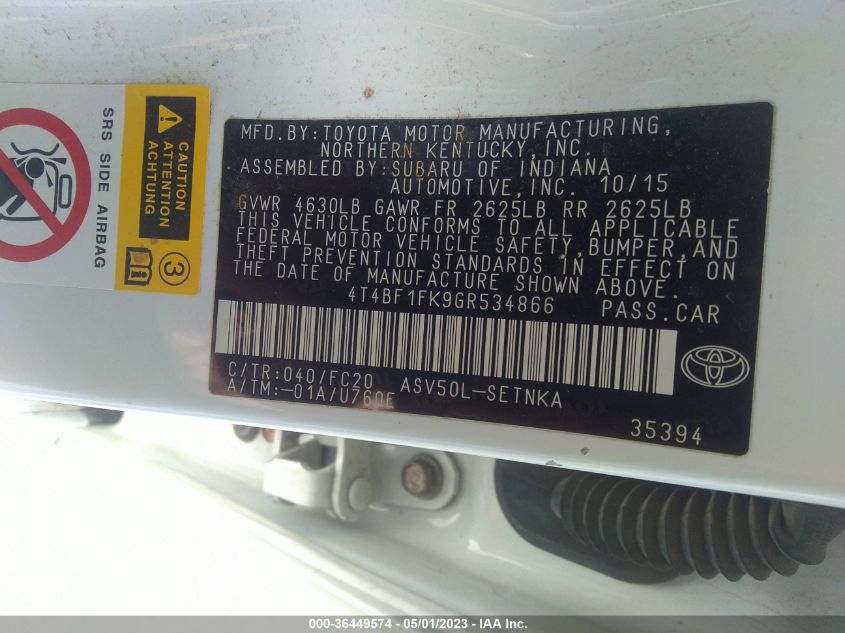 SRS SIDE AIRBAG
CAUTION
ATTENTION
ACHTUNG
3
MFD.BY:TOYOTA MOTOR MANUFACTURING,
NORTHERN KENTUCKY,INC.
ASSEMBLED BY:SUBARU OF INDIANA
AUTOMOTIVE,INC. 10/15
GVWR 4630LB GAWR FR 2625LB RR 2625LB
THIS VEHICLE CONFORMS TO ALL APPLICABLE
FEDERAL MOTOR VEHICLE SAFETY,BUMPER,AND
THEFT PREVENTION STANDARDS IN EFFECT ON
THE DATE OF MANUFACTURE SHOWN ABOVE.
4T4BF1FK9GR534866 PASS.CAR
C/TR:040/FC20 ASV50L-SETNKA
A/TM:-01A/U760E
35394
000-36449574 - 05/01/2023 - IAA Inc.